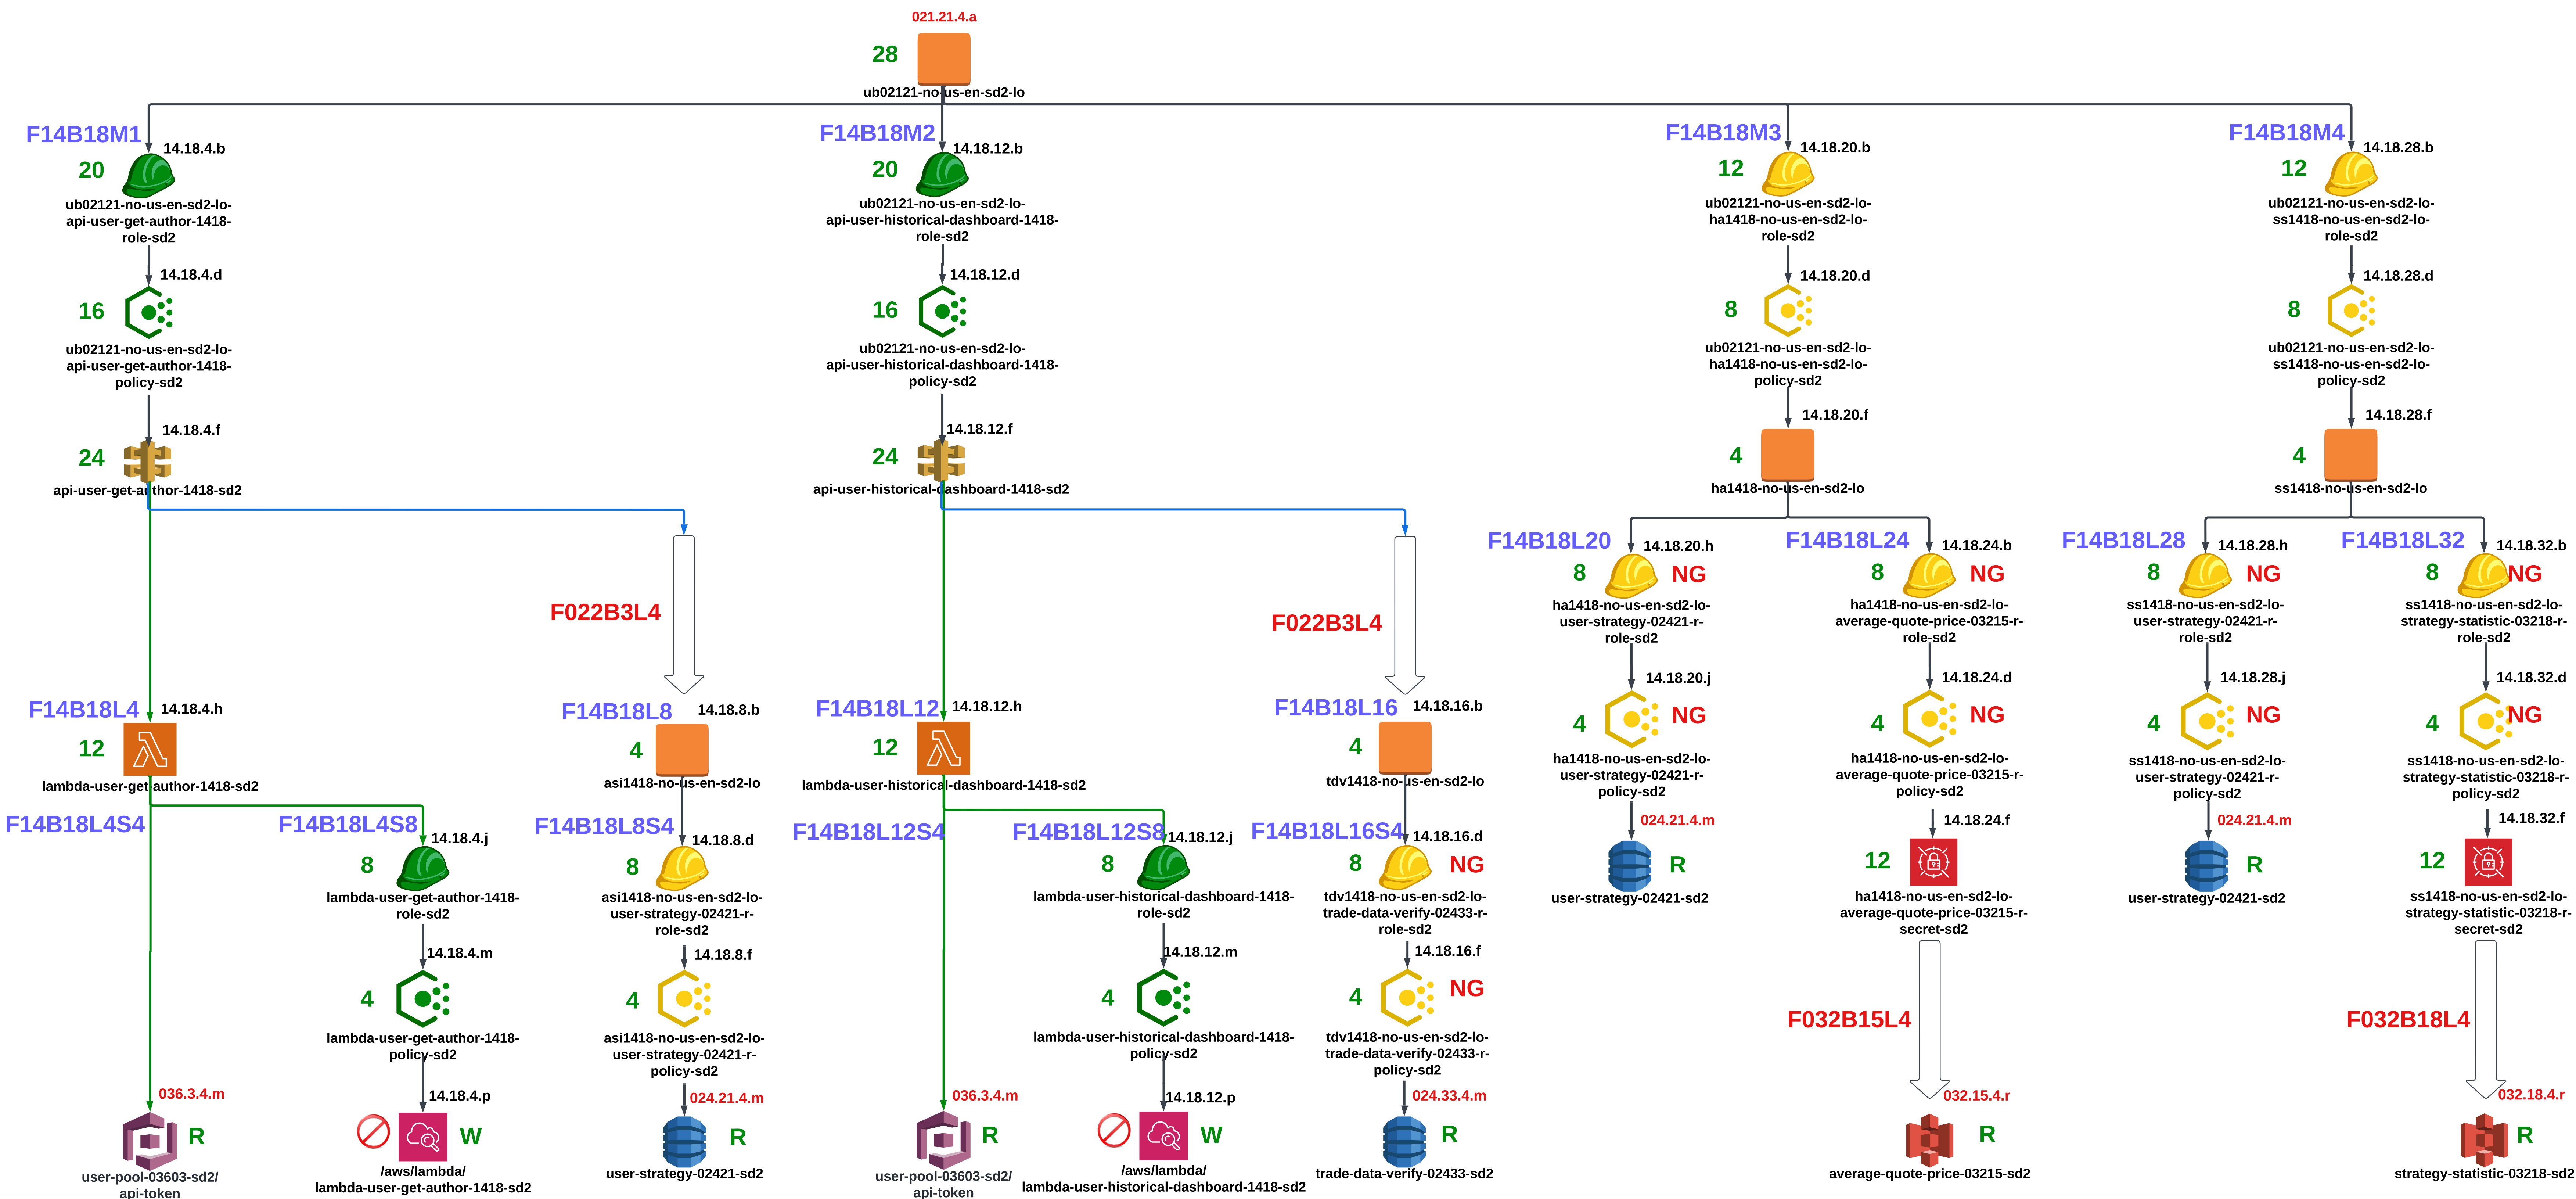 021.21.4.a
28
ub02121-no-us-en-sd2-lo
F14B18M1
14.18.4.b
20
ub02121-no-us-en-sd2-lo-
api-user-get-author-1418-
role-sd2
14.18.4.d
16
ub02121-no-us-en-sd2-lo-
api-user-get-author-1418-
policy-sd2
14.18.4.f
24
api-user-get-author-1418-sd2
F14B18L4
14.18.4.h
12
lambda-user-get-author-1418-sd2
F14B18L4S4
036.3.4.m
R
user-pool-03603-sd2/
api-token
F14B18L4S8
14.18.4.j
8
lambda-user-get-author-1418-
role-sd2
14.18.4.m
4
lambda-user-get-author-1418-
policy-sd2
14.18.4.p
W
/aws/lambda/
lambda-user-get-author-1418-sd2
F022B3L4
F14B18L8
14.18.8.b
4
asi1418-no-us-en-sd2-lo
F14B18L8S4
14.18.8.d
8
asi1418-no-us-en-sd2-lo-
user-strategy-02421-r-
role-sd2
14.18.8.f
4
asi1418-no-us-en-sd2-lo-
user-strategy-02421-r-
policy-sd2
024.21.4.m
R
user-strategy-02421-sd2
F14B18M2
14.18.12.b
20
ub02121-no-us-en-sd2-lo-
api-user-historical-dashboard-1418-
role-sd2
14.18.12.d
16
ub02121-no-us-en-sd2-lo-
api-user-historical-dashboard-1418-
policy-sd2
14.18.12.f
24
api-user-historical-dashboard-1418-sd2
F14B18L12
14.18.12.h
12
lambda-user-historical-dashboard-1418-sd2
F14B18L12S4
036.3.4.m
R
user-pool-03603-sd2/
api-token
F14B18L12S8
14.18.12.j
8
lambda-user-historical-dashboard-1418-
role-sd2
14.18.12.m
4
lambda-user-historical-dashboard-1418-
policy-sd2
14.18.12.p
W
/aws/lambda/
lambda-user-historical-dashboard-1418-sd2
F022B3L4
F14B18L16
14.18.16.b
4
tdv1418-no-us-en-sd2-lo
F14B18L16S4
14.18.16.d
8
NG
tdv1418-no-us-en-sd2-lo-
trade-data-verify-02433-r-
role-sd2
14.18.16.f
4
NG
tdv1418-no-us-en-sd2-lo-
trade-data-verify-02433-r-
policy-sd2
024.33.4.m
R
trade-data-verify-02433-sd2
F14B18M3
14.18.20.b
12
ub02121-no-us-en-sd2-lo-
ha1418-no-us-en-sd2-lo-
role-sd2
14.18.20.d
8
ub02121-no-us-en-sd2-lo-
ha1418-no-us-en-sd2-lo-
policy-sd2
14.18.20.f
4
ha1418-no-us-en-sd2-lo
F14B18L20
14.18.20.h
8
NG
ha1418-no-us-en-sd2-lo-
user-strategy-02421-r-
role-sd2
14.18.20.j
4
NG
ha1418-no-us-en-sd2-lo-
user-strategy-02421-r-
policy-sd2
024.21.4.m
R
user-strategy-02421-sd2
F14B18L24
14.18.24.b
8
NG
ha1418-no-us-en-sd2-lo-
average-quote-price-03215-r-
role-sd2
14.18.24.d
4
NG
ha1418-no-us-en-sd2-lo-
average-quote-price-03215-r-
policy-sd2
14.18.24.f
12
ha1418-no-us-en-sd2-lo-
average-quote-price-03215-r-
secret-sd2
F032B15L4
032.15.4.r
R
average-quote-price-03215-sd2
F14B18M4
14.18.28.b
12
ub02121-no-us-en-sd2-lo-
ss1418-no-us-en-sd2-lo-
role-sd2
14.18.28.d
8
ub02121-no-us-en-sd2-lo-
ss1418-no-us-en-sd2-lo-
policy-sd2
14.18.28.f
4
ss1418-no-us-en-sd2-lo
F14B18L28
14.18.28.h
8
NG
ss1418-no-us-en-sd2-lo-
user-strategy-02421-r-
role-sd2
14.18.28.j
4
NG
ss1418-no-us-en-sd2-lo-
user-strategy-02421-r-
policy-sd2
024.21.4.m
R
user-strategy-02421-sd2
F14B18L32
14.18.32.b
8
NG
ss1418-no-us-en-sd2-lo-
strategy-statistic-03218-r-
role-sd2
14.18.32.d
4
NG
ss1418-no-us-en-sd2-lo-
strategy-statistic-03218-r-
policy-sd2
14.18.32.f
12
ss1418-no-us-en-sd2-lo-
strategy-statistic-03218-r-
secret-sd2
F032B18L4
032.18.4.r
R
strategy-statistic-03218-sd2